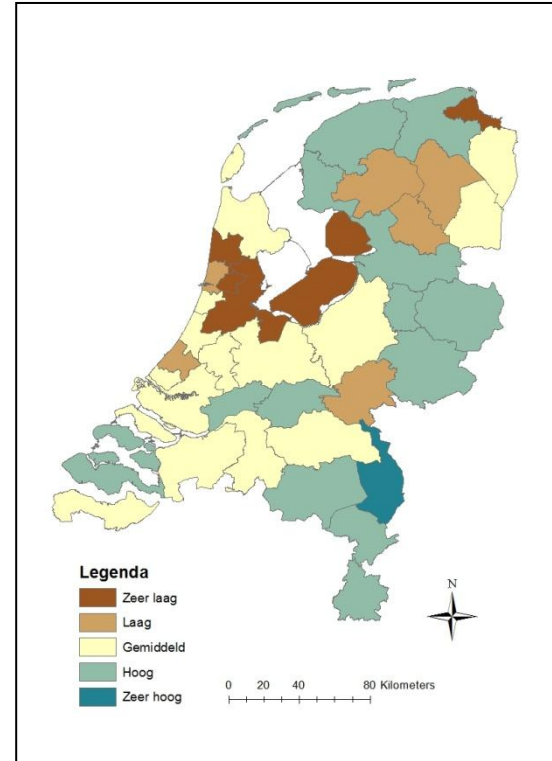 Legenda
Zeer laag
Laag
Gemiddeld
Hoog
Zeer hoog
N
0 20 40 80 Kilometers